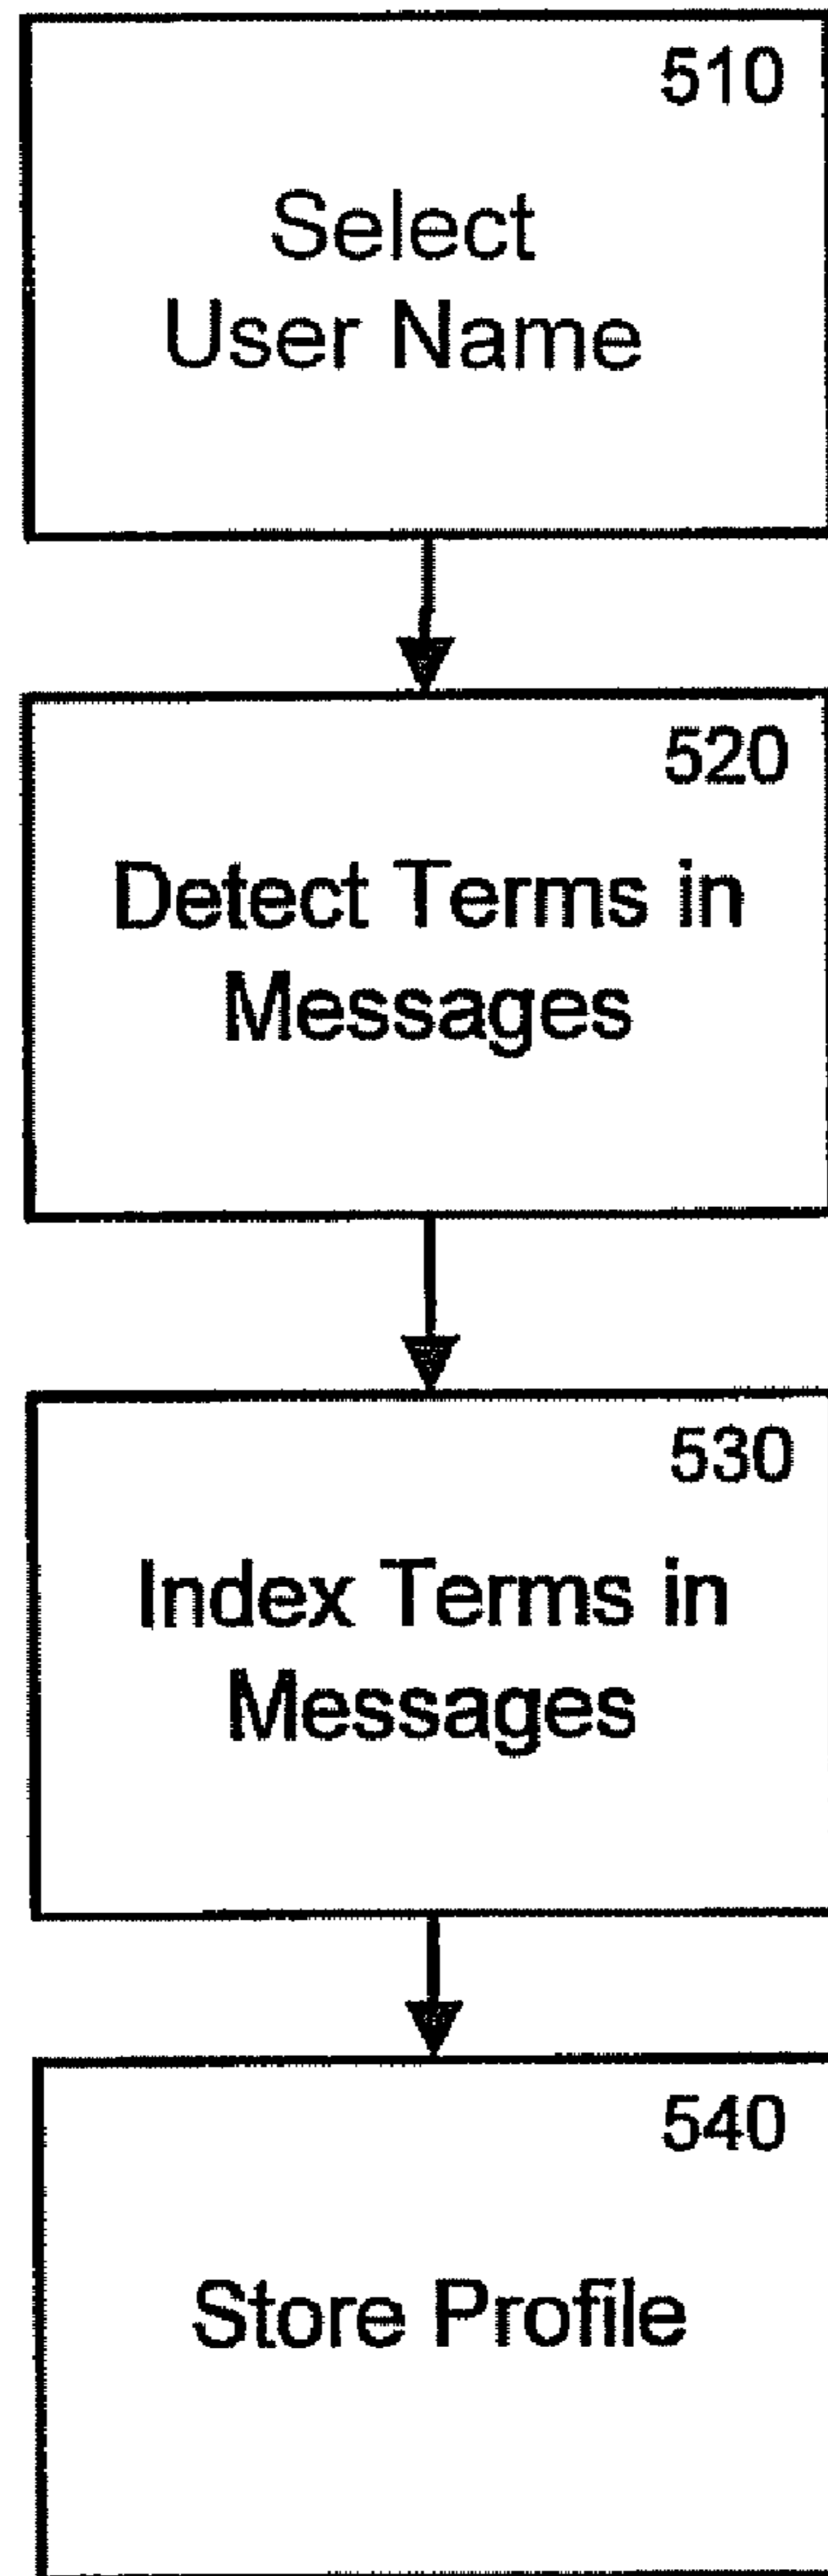 510
Select
User Name
520
Detect Terms in
Messages
530
Index Terms in
Messages
540
Store Profile